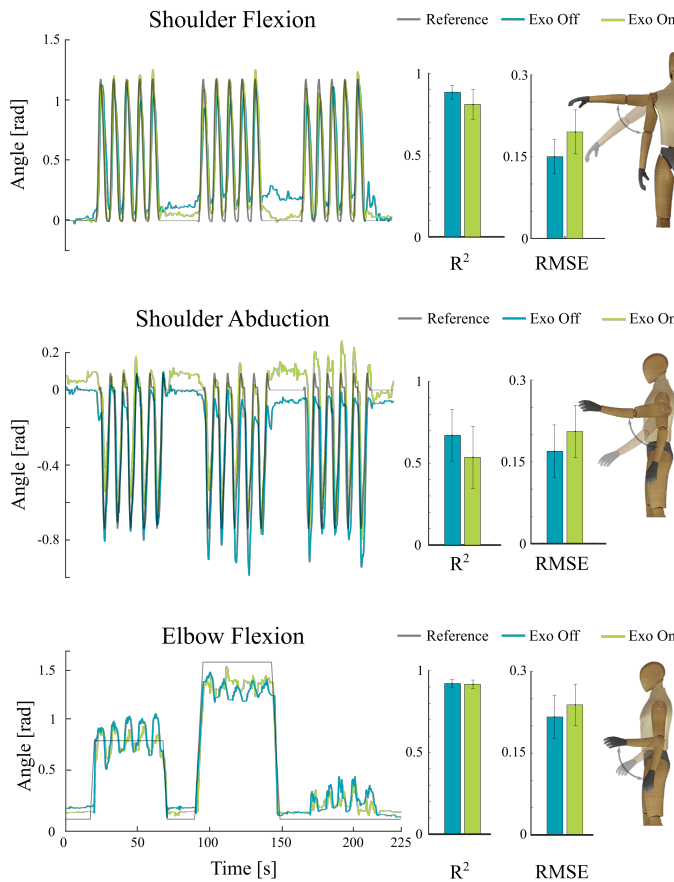 Shoulder Flexion
Reference Exo Off Exo On
Angle [rad]
1.5
1
0.5
0
1
0.5
0
R2
0.3
0.15
0
RMSE
Shoulder Abduction
Reference Exo Off Exo On
Angle [rad]
0.2
0
-0.4
-0.8
1
0.5
0
R2
0.3
0.15
0
RMSE
Elbow Flexion
Reference Exo Off Exo On
Angle [rad]
1.5
1
0.5
0
0 50 100 150 200 225
Time [s]
1
0.5
0
R2
0.3
0.15
0
RMSE